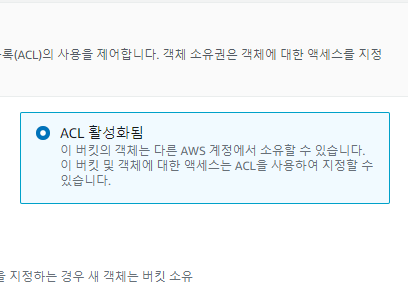 록(ACL)의 사용을 제어합니다. 객체 소유권은 객체에 대한 액세스를 지정
ACL 활성화됨
이 버킷의 객체는 다른 AWS 계정에서 소유할 수 있습니다.
이 버킷 및 객체에 대한 액세스는 ACL을 사용하여 지정할 수
있습니다.
을 지정하는 경우 새 객체는 버킷 소유